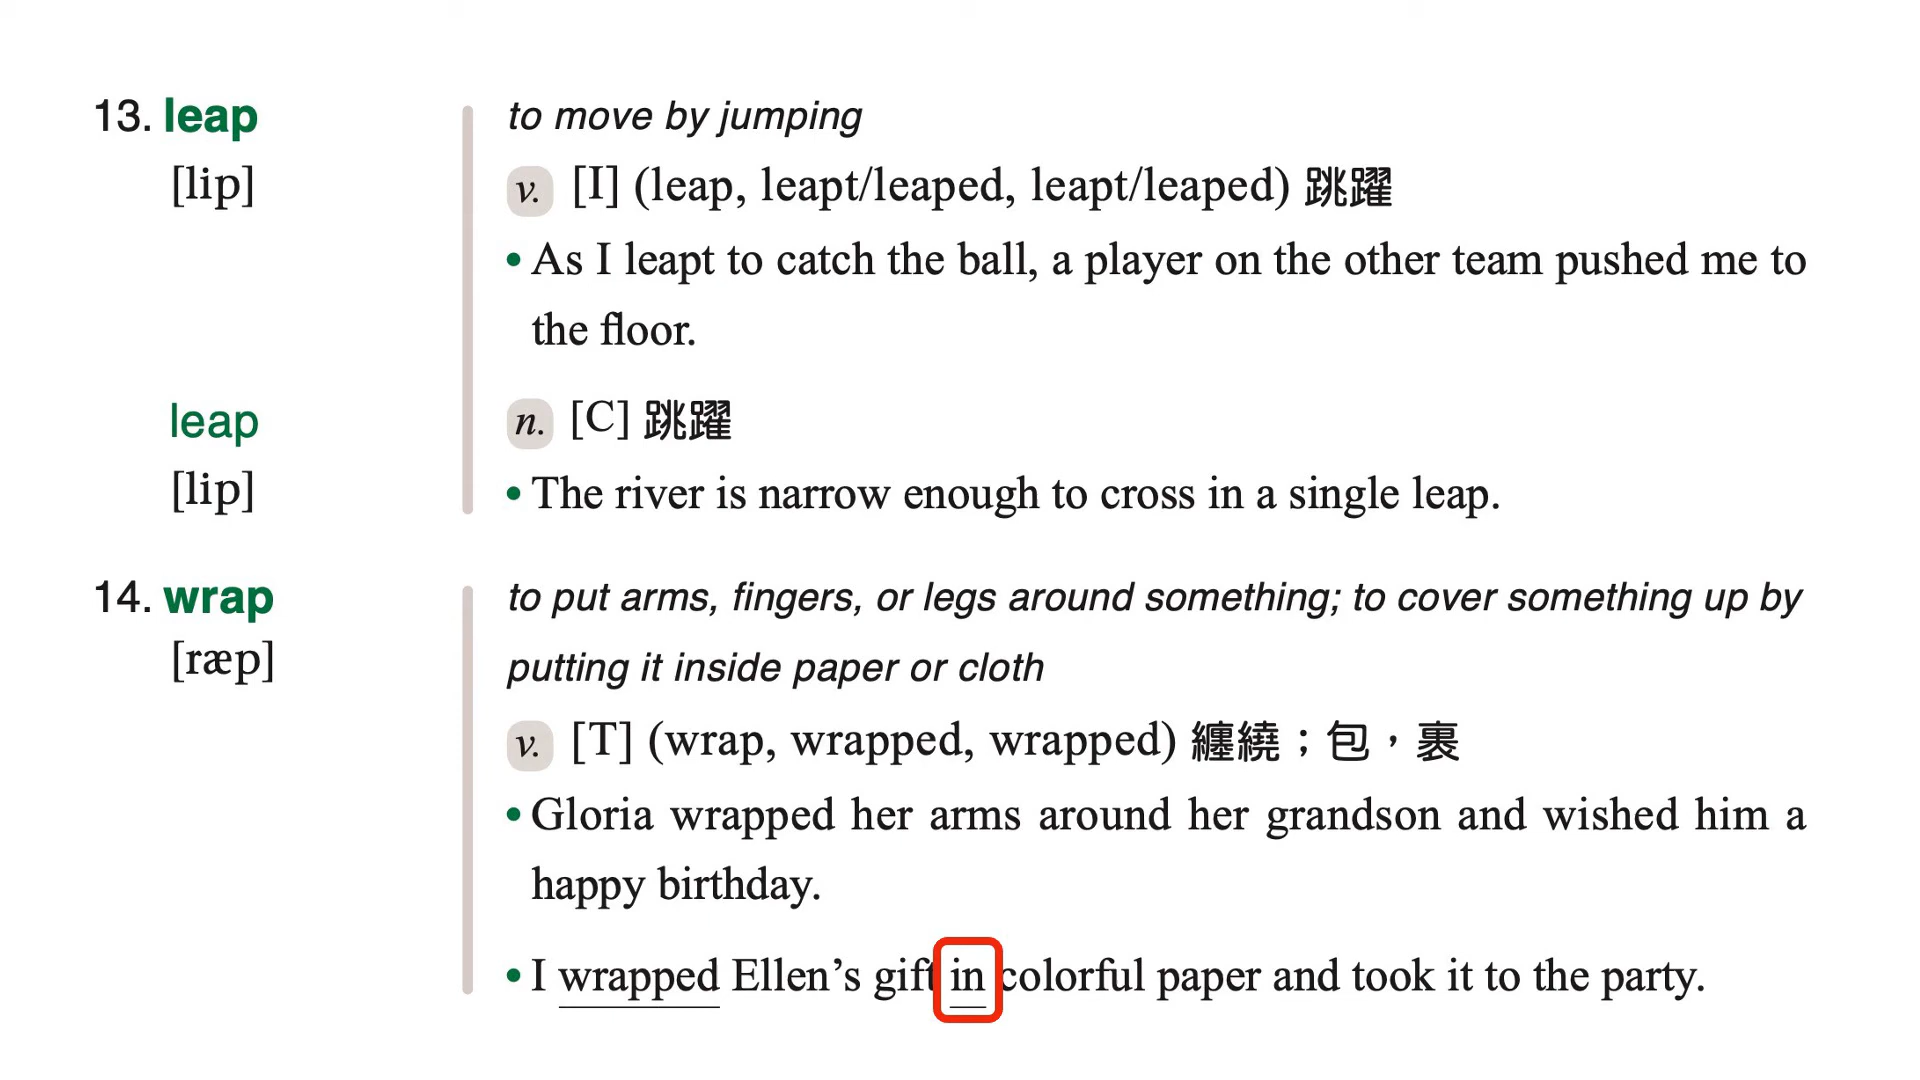 13. leap
[lip]
to move by jumping
v. [I] (leap, leapt/leaped, leapt/leaped) 跳躍
• As I leapt to catch the ball, a player on the other team pushed me to
the floor.
leap
[lip]
n. [C] 跳躍
• The river is narrow enough to cross in a single leap.
14. wrap
[ræp]
to put arms, fingers, or legs around something; to cover something up by
putting it inside paper or cloth
v. [T] (wrap, wrapped, wrapped) 纏繞；包，裹
• Gloria wrapped her arms around her grandson and wished him a
happy birthday.
• I wrapped Ellen’s gift in colorful paper and took it to the party.